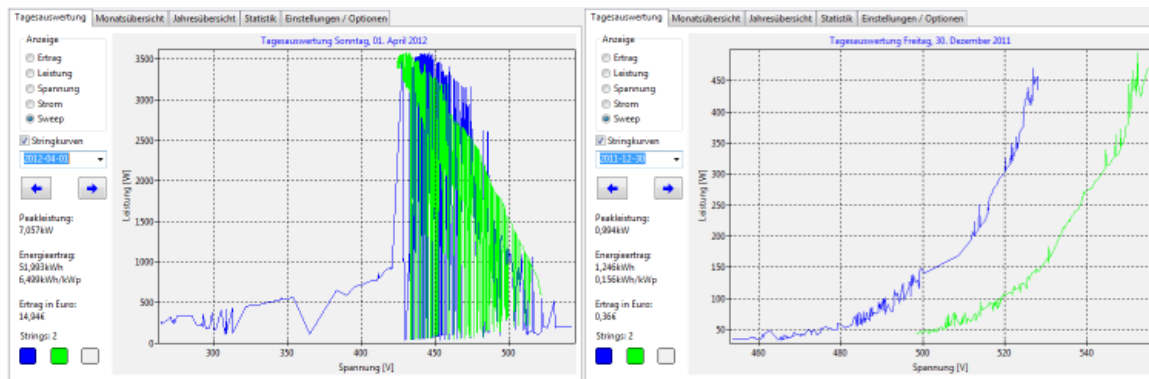 Tagesauswertung Monatsübersicht Jahresübersicht Statistik Einstellungen / Optionen
Anzeige
Ertrag
Leistung
Spannung
Strom
Sweep
Stringkurven
2012-04-01
Peakleistung:
7,057kW
Energieertrag:
51,993kWh
6,499kWh/kWp
Ertrag in Euro:
14,94€
Strings: 2
Tagesauswertung Sonntag, 01. April 2012
Leistung [W]
3500
3000
2500
2000
1500
1000
500
0
300 350 400 450 500
Spannung [V]
Tagesauswertung Monatsübersicht Jahresübersicht Statistik Einstellungen / Optionen
Anzeige
Ertrag
Leistung
Spannung
Strom
Sweep
Stringkurven
2011-12-30
Peakleistung:
0,994kW
Energieertrag:
1,246kWh
0,156kWh/kWp
Ertrag in Euro:
0,36€
Strings: 2
Tagesauswertung Freitag, 30. Dezember 2011
Leistung [W]
450
400
350
300
250
200
150
100
50
460 480 500 520 540
Spannung [V]